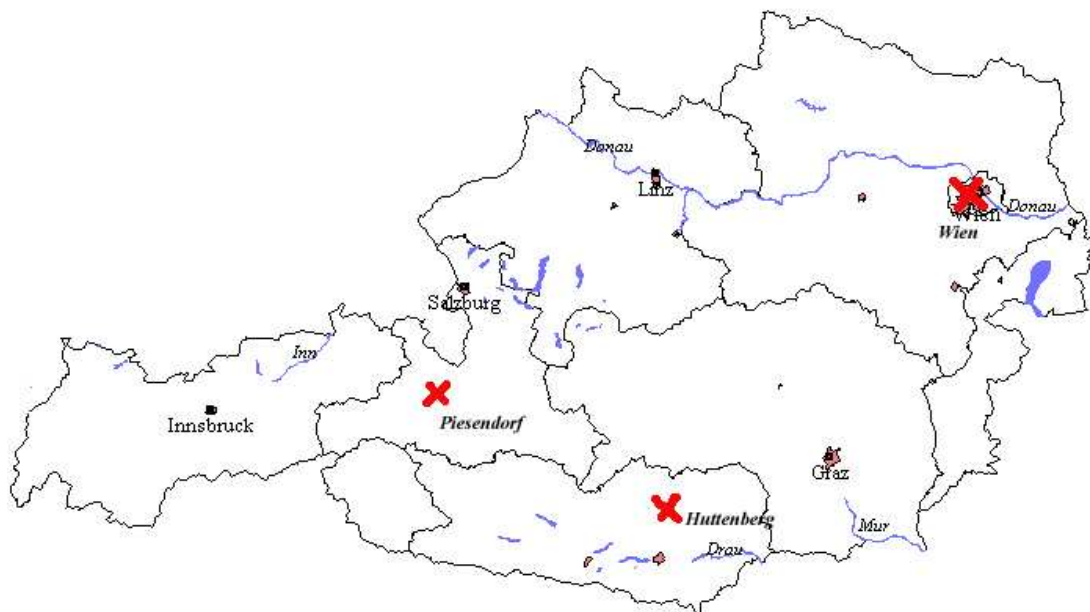 Donau
Linz
Wien
Donau
Wien
Salzburg
Inn
Innsbruck
Piesendorf
Graz
Huttenberg
Mur
Drau